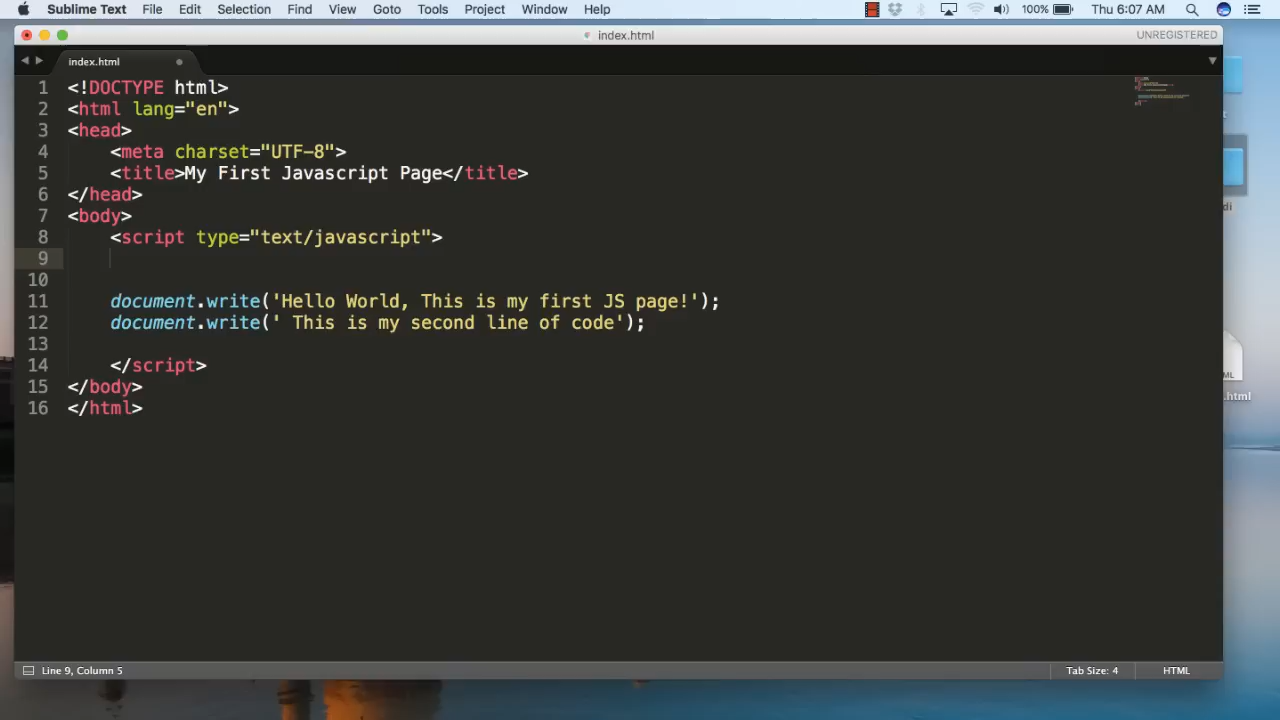 Sublime Text File Edit Selection Find View Goto Tools Project Window Help 100% Thu 6:07 AM
index.html UNREGISTERED
index.html
1 <!DOCTYPE html>
2 <html lang="en">
3 <head>
4 <meta charset="UTF-8">
5 <title>My First Javascript Page</title>
6 </head>
7 <body>
8 <script type="text/javascript">
9
10
11 document.write('Hello World, This is my first JS page!');
12 document.write(' This is my second line of code');
13
14 </script>
15 </body>
16 </html>
.html
Line 9, Column 5 Tab Size: 4 HTML